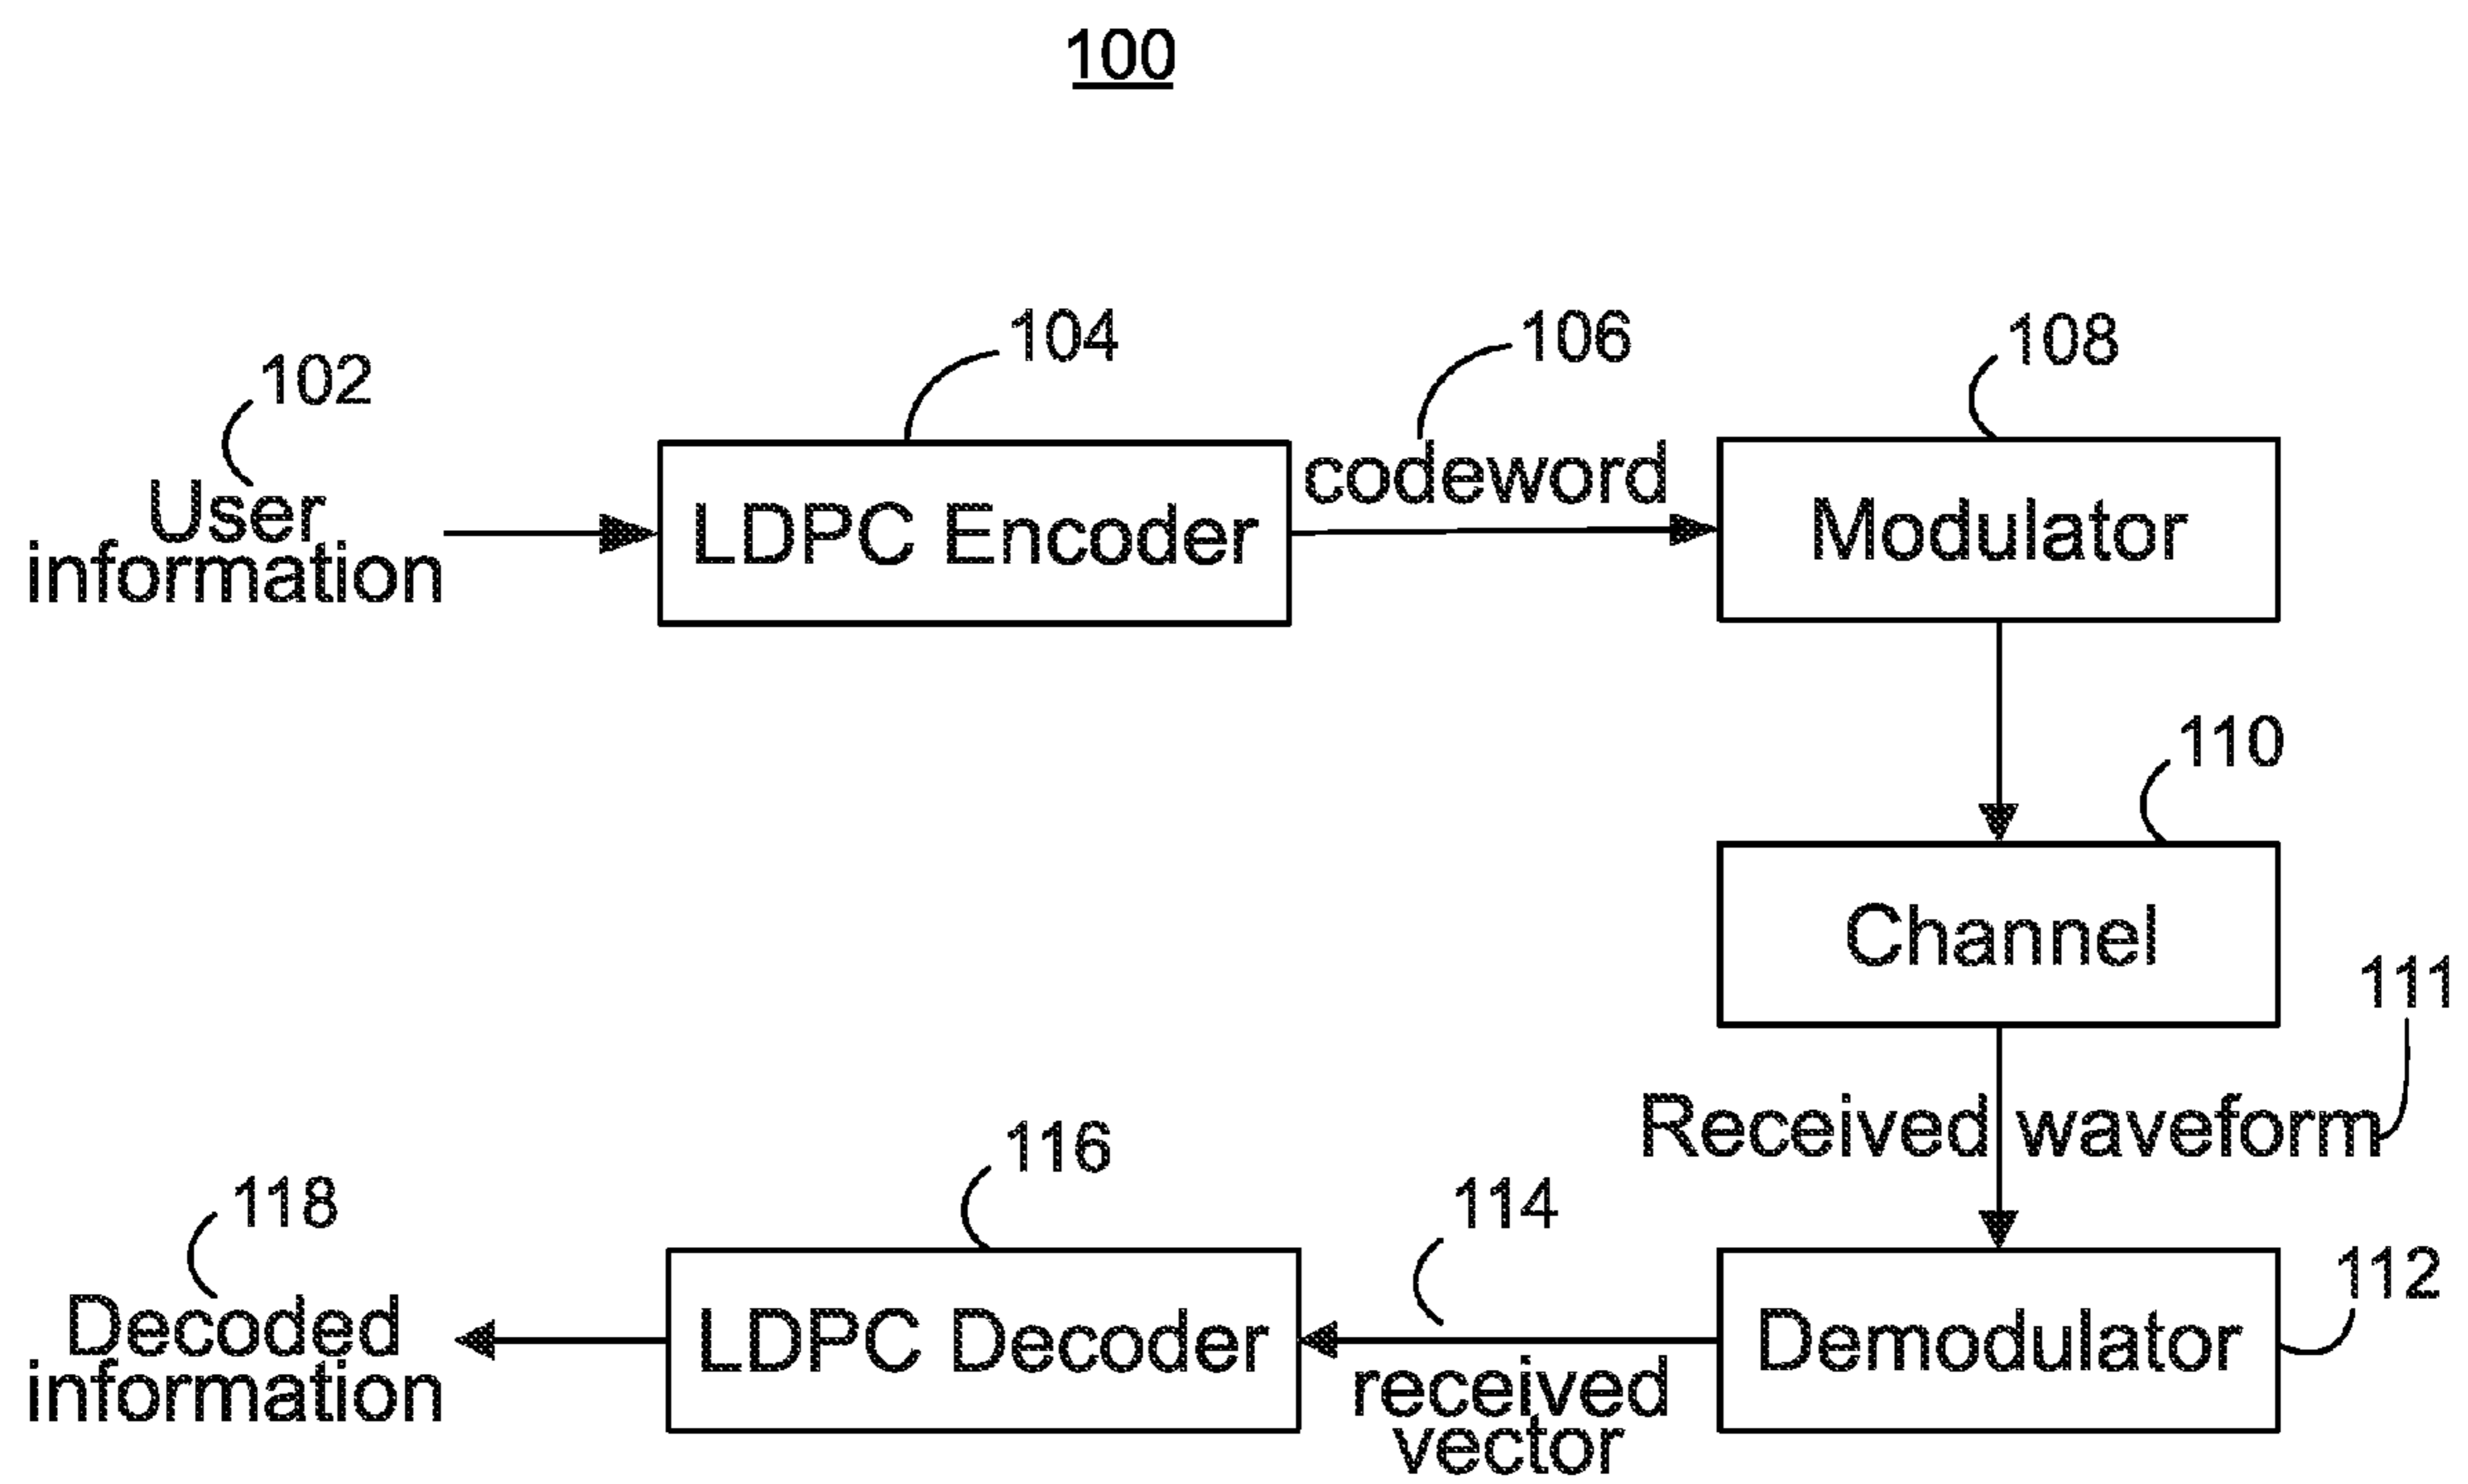 100
104
106
108
102
codeword
User
information
LDPC Encoder
Modulator
110
Channel
111
Received waveform
116
114
118
112
Decoded
information
LDPC Decoder
Demodulator
received
vector